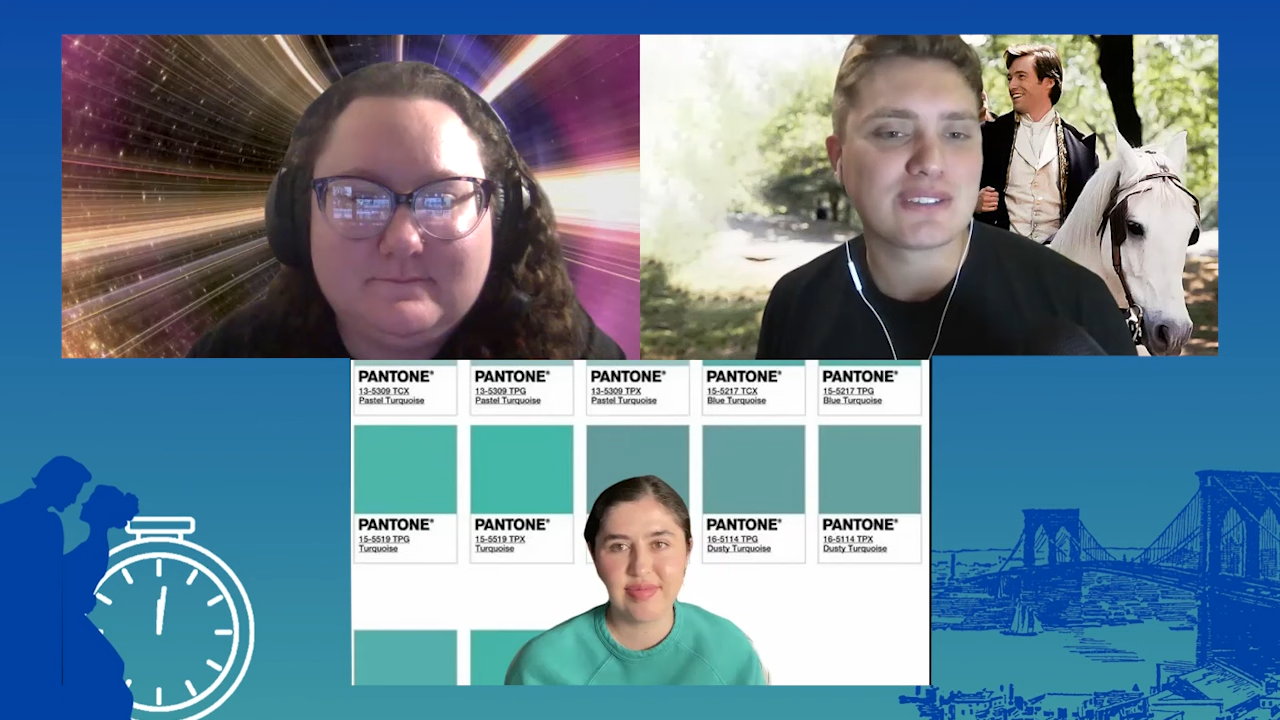 PANTONE®
13-5309 TCX
Pastel Turquoise
PANTONE®
13-5309 TPG
Pastel Turquoise
PANTONE®
13-5309 TPX
Pastel Turquoise
PANTONE®
15-5217 TCX
Blue Turquoise
PANTONE®
15-5217 TPG
Blue Turquoise
PANTONE®
15-5519 TPG
Turquoise
PANTONE®
15-5519 TPX
Turquoise
PANTONE®
16-5114 TPG
Dusty Turquoise
PANTONE®
16-5114 TPX
Dusty Turquoise